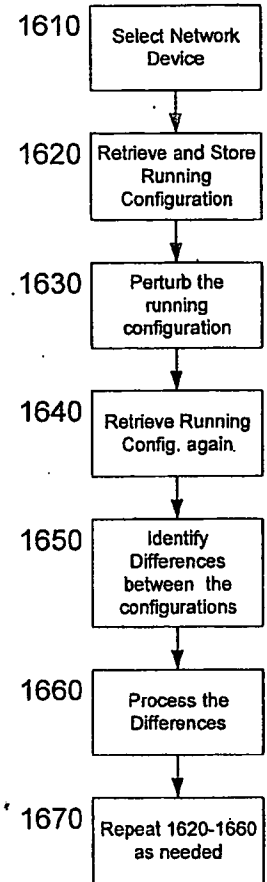 1610
Select Network
Device
1620
Retrieve and Store
Running
Configuration
1630
Perturb the
running
configuration
1640
Retrieve Running
Config. again.
1650
Identify
Differences
between the
configurations
1660
Process the
Differences
1670
Repeat 1620-1660
as needed